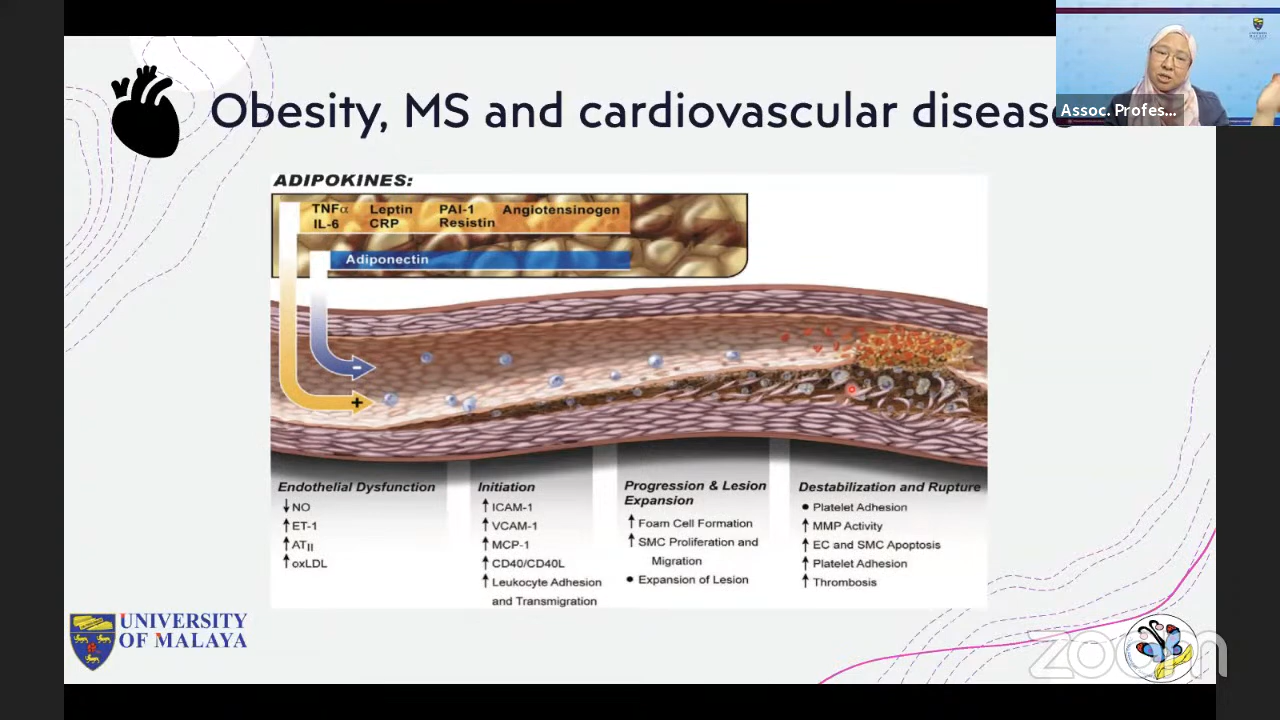 Obesity, MS and cardiovascular disease
Assoc. Profes...
ADIPOKINES:
TNFα Leptin PAI-1 Angiotensinogen
IL-6 CRP Resistin
Adiponectin
-
+
Endothelial Dysfunction
↓ NO
↑ ET-1
↑ ATII
↑ oxLDL
Initiation
↑ ICAM-1
↑ VCAM-1
↑ MCP-1
↑ CD40/CD40L
↑ Leukocyte Adhesion
and Transmigration
Progression & Lesion
Expansion
↑ Foam Cell Formation
↑ SMC Proliferation and
Migration
• Expansion of Lesion
Destabilization and Rupture
• Platelet Adhesion
↑ MMP Activity
↑ EC and SMC Apoptosis
↑ Platelet Adhesion
↑ Thrombosis
UNIVERSITY
OF MALAYA
zoom